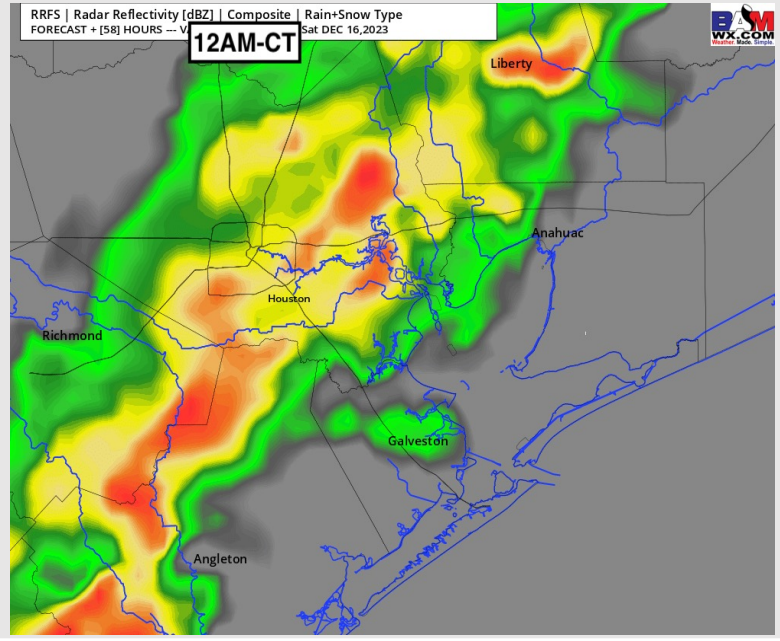 RRFS | Radar Reflectivity [dBZ] | Composite | Rain+Snow Type
FORECAST + [58] HOURS --- Sat DEC 16,2023
12AM-CT
BAM
WX.COM
Weather. Made. Simple.
Liberty
Anahuac
Houston
Richmond
Galveston
Angleton